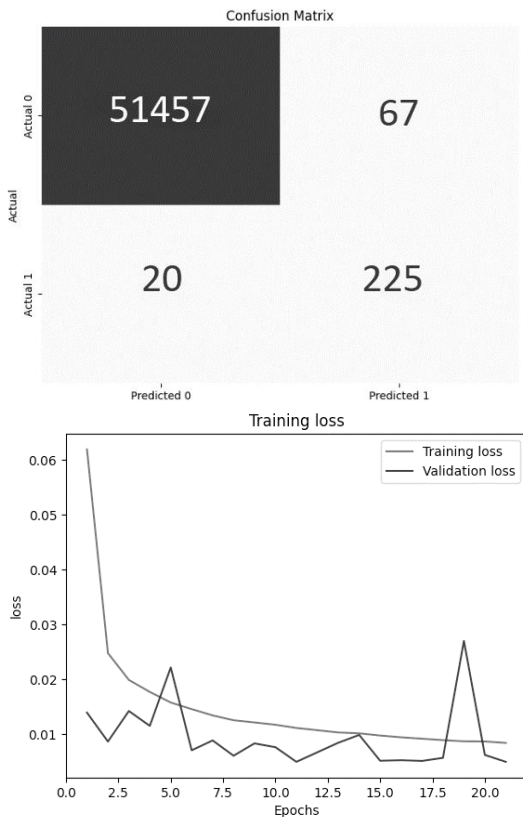 Confusion Matrix
Actual
Actual 0
51457
67
Actual 1
20
225
Predicted 0
Predicted 1
Training loss
Training loss
Validation loss
loss
0.06
0.05
0.04
0.03
0.02
0.01
0.0
2.5
5.0
7.5
10.0
12.5
15.0
17.5
20.0
Epochs